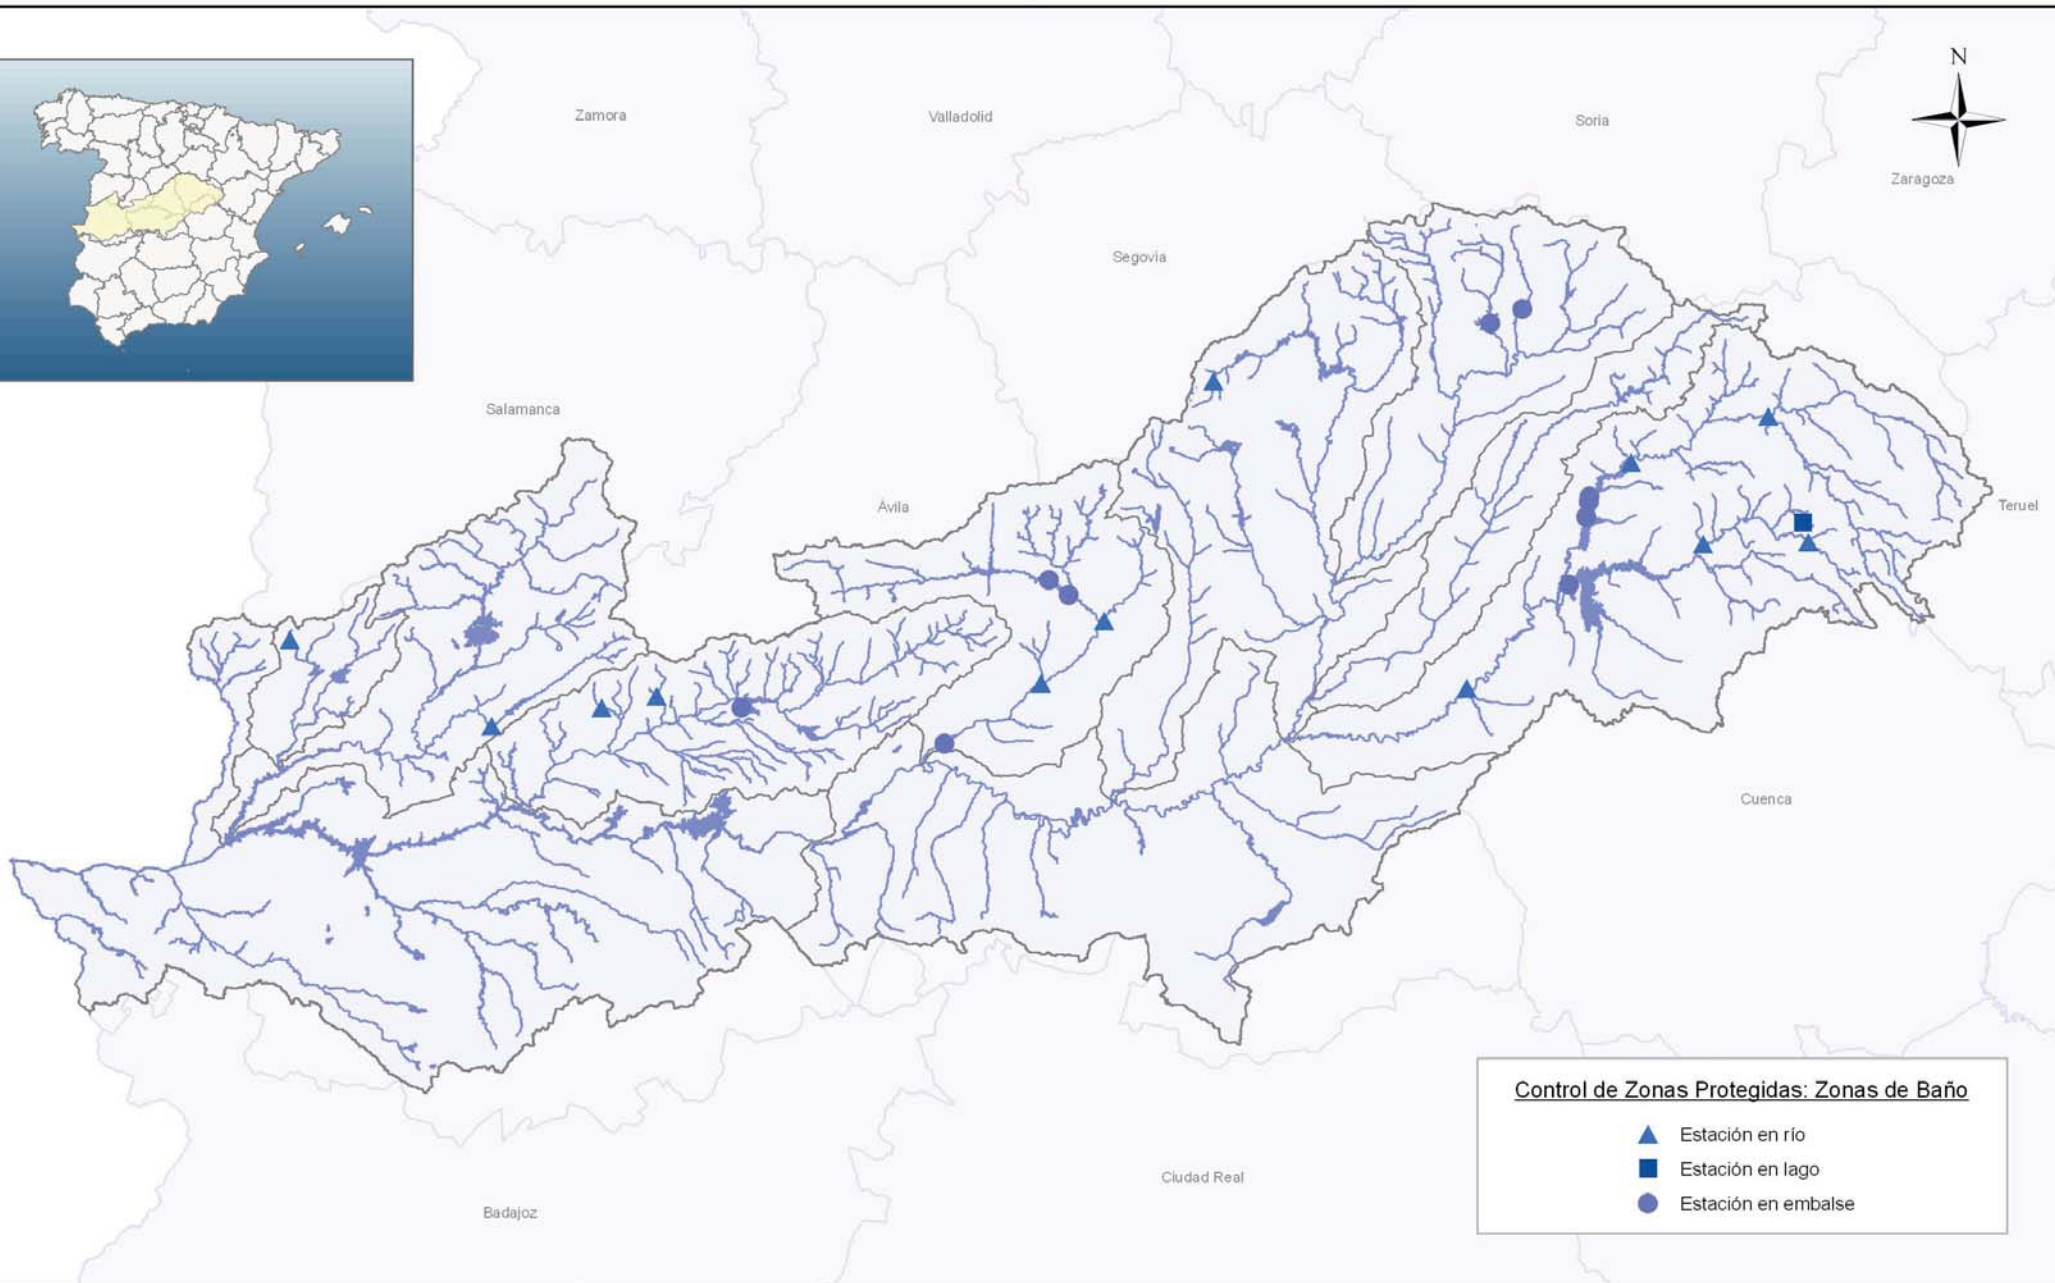 N
Zamora
Valladolid
Soria
Zaragoza
Segovia
Salamanca
Ávila
Teruel
Cuenca
Ciudad Real
Badajoz
Control de Zonas Protegidas: Zonas de Baño
Estación en río
Estación en lago
Estación en embalse